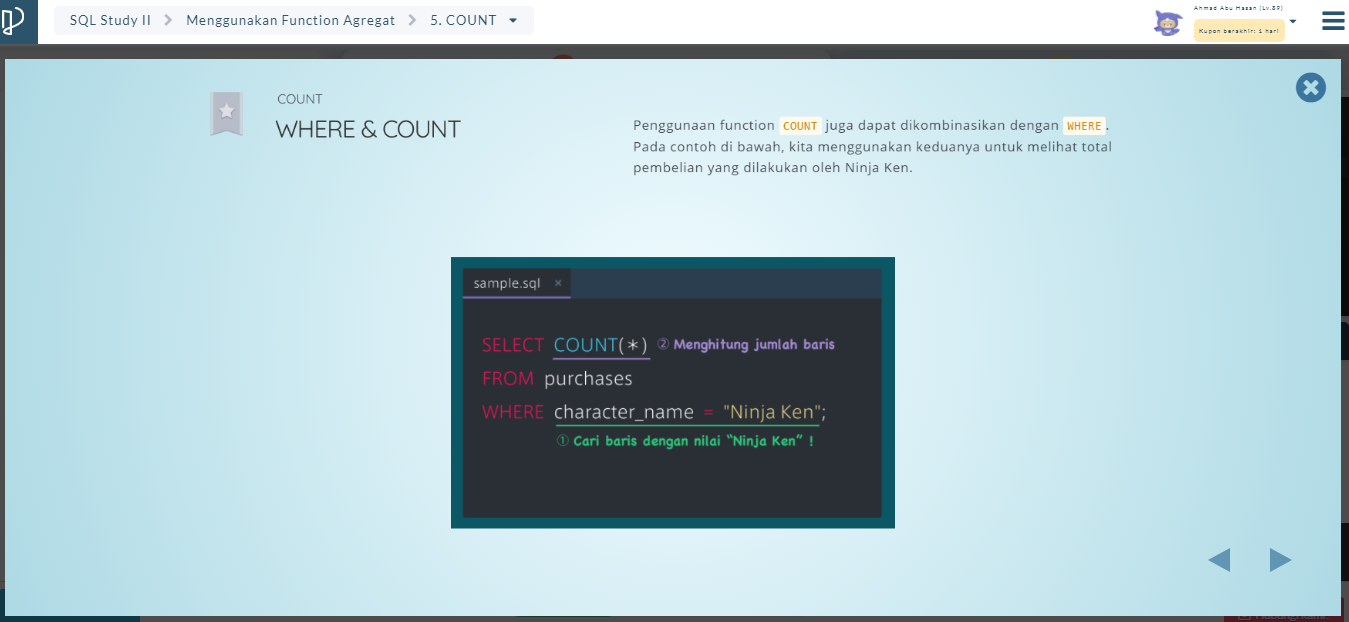 SQL Study II > Menggunakan Function Agregat > 5. COUNT
Ahmad Abu Hasan (Lv.89)
Kupon berakhir: 1 hari
COUNT
WHERE & COUNT
Penggunaan function COUNT juga dapat dikombinasikan dengan WHERE.
Pada contoh di bawah, kita menggunakan keduanya untuk melihat total
pembelian yang dilakukan oleh Ninja Ken.
sample.sql ×
SELECT COUNT(*) ② Menghitung jumlah baris
FROM purchases
WHERE character_name = "Ninja Ken";
① Cari baris dengan nilai “Ninja Ken” !